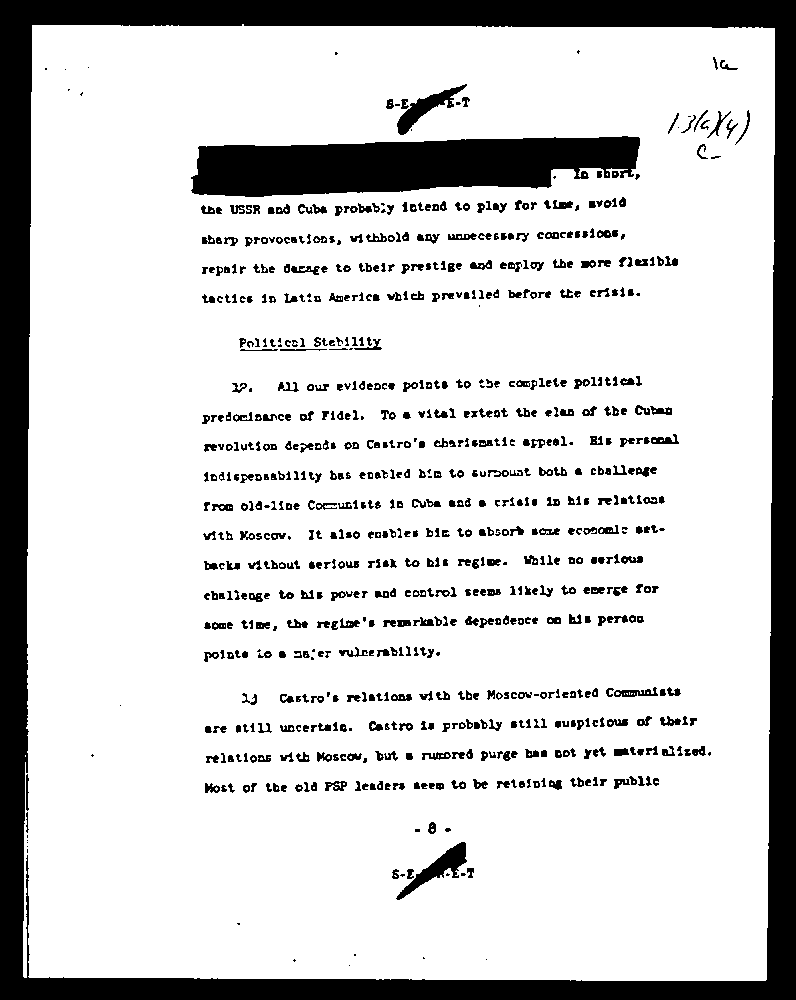 1a
S-E- -E-T
1.3(a)(4)
C-
. In short,
the USSR and Cuba probably intend to play for time, avoid
sharp provocations, withhold any unnecessary concessions,
repair the damage to their prestige and employ the more flexible
tactics in Latin America which prevailed before the crisis.
Political Stability
12. All our evidence points to the complete political
predominance of Fidel. To a vital extent the elan of the Cuban
revolution depends on Castro's charismatic appeal. His personal
indispensability has enabled him to surmount both a challenge
from old-line Communists in Cuba and a crisis in his relations
with Moscow. It also enables him to absorb some economic set-
backs without serious risk to his regime. While no serious
challenge to his power and control seems likely to emerge for
some time, the regime's remarkable dependence on his person
points to a major vulnerability.
13 Castro's relations with the Moscow-oriented Communists
are still uncertain. Castro is probably still suspicious of their
relations with Moscow, but a rumored purge has not yet materialized.
Most of the old PSP leaders seem to be retaining their public
- 8 -
S-E- R-E-T